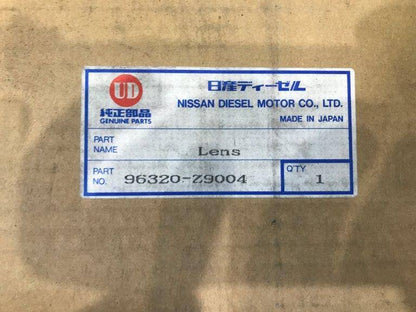 UD
純正部品
GENUINE PARTS
日産ディーゼル
NISSAN DIESEL MOTOR CO., LTD.
MADE IN JAPAN
PART NAME
Lens
PART NO.
96320-Z9004
Q'TY
1